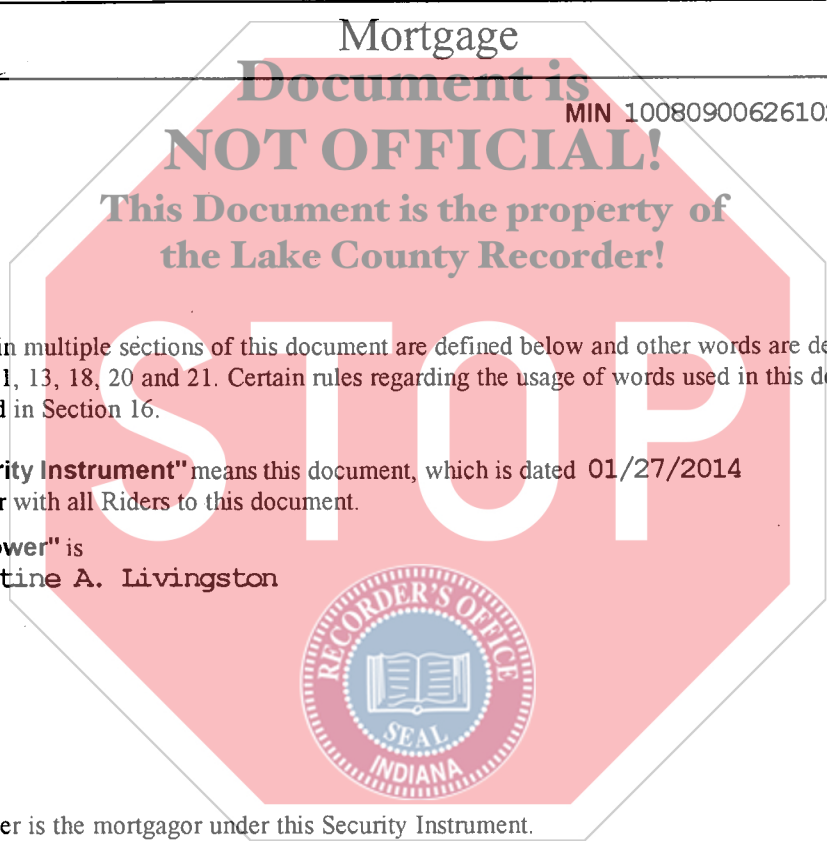 Mortgage
Document is
MIN 10080900626102
NOT OFFICIAL!
This Document is the property of
the Lake County Recorder!
STOP
in multiple sections of this document are defined below and other words are de
1, 13, 18, 20 and 21. Certain rules regarding the usage of words used in this d
in Section 16.
rity Instrument" means this document, which is dated 01/27/2014
r with all Riders to this document.
ower" is
tine A. Livingston
RECORDER'S OFFICE
SEAL
INDIANA
er is the mortgagor under this Security Instrument.